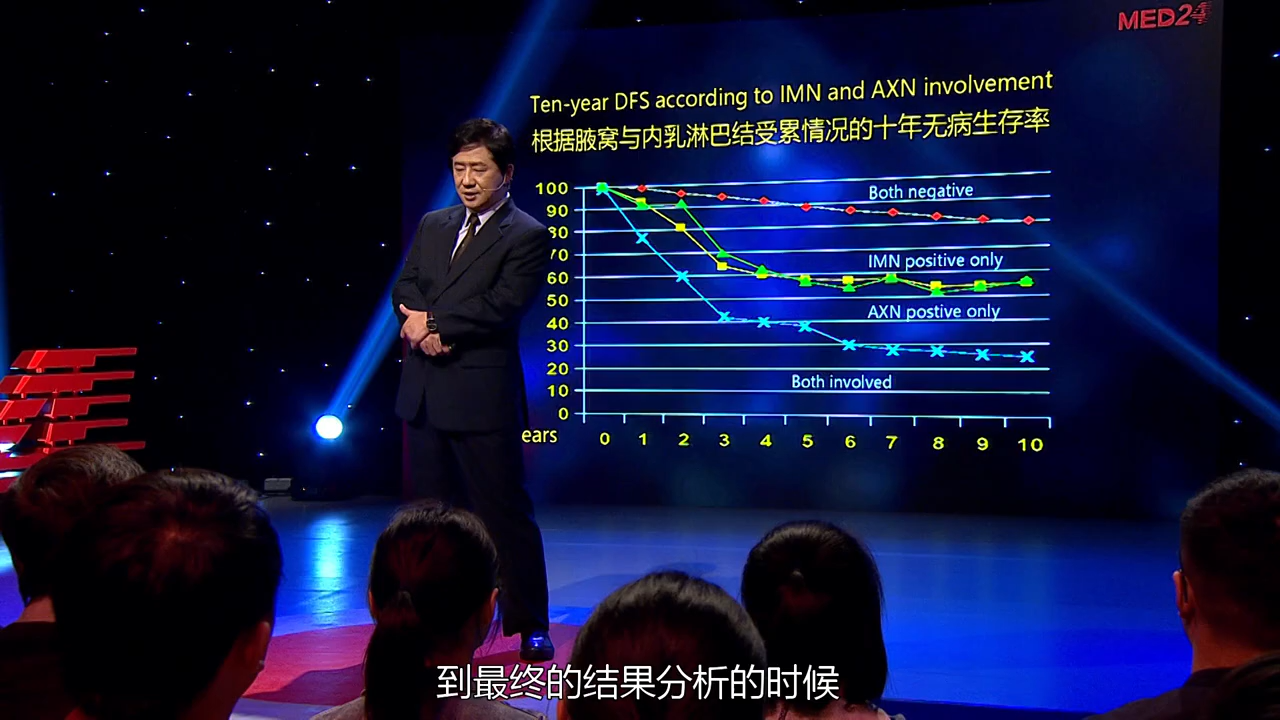 MED24
Ten-year DFS according to IMN and AXN involvement
根据腋窝与内乳淋巴结受累情况的十年无病生存率
100
90
80
70
60
50
40
30
20
10
0
Both negative
IMN positive only
AXN postive only
Both involved
ears 0 1 2 3 4 5 6 7 8 9 10
到最终的结果分析的时候